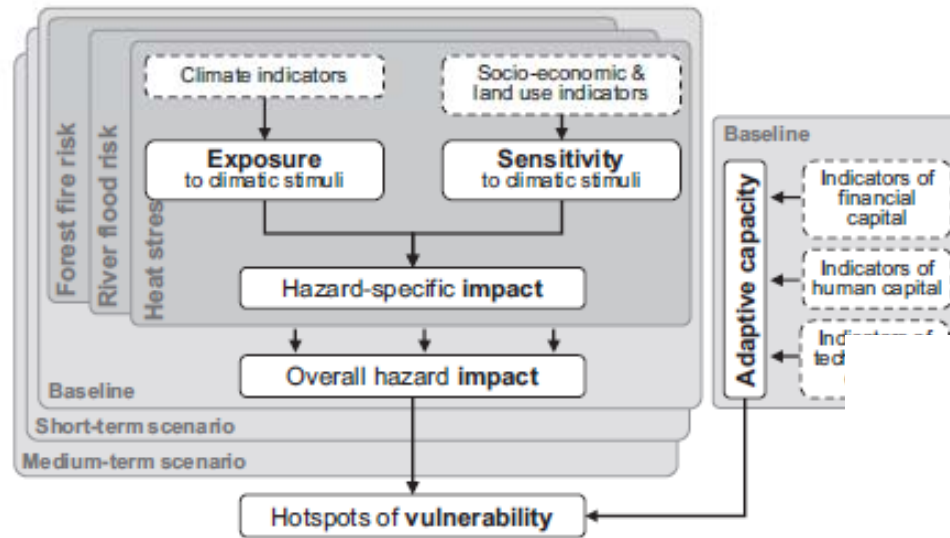 Climate indicators
Socio-economic &
land use indicators
Exposure
to climatic stimuli
Sensitivity
to climatic stimuli
Hazard-specific impact
Overall hazard impact
Forest fire risk
River flood risk
Heat stres
Baseline
Short-term scenario
Medium-term scenario
Hotspots of vulnerability
Baseline
Adaptive capacity
Indicators of
financial
capital
Indicators of
human capital